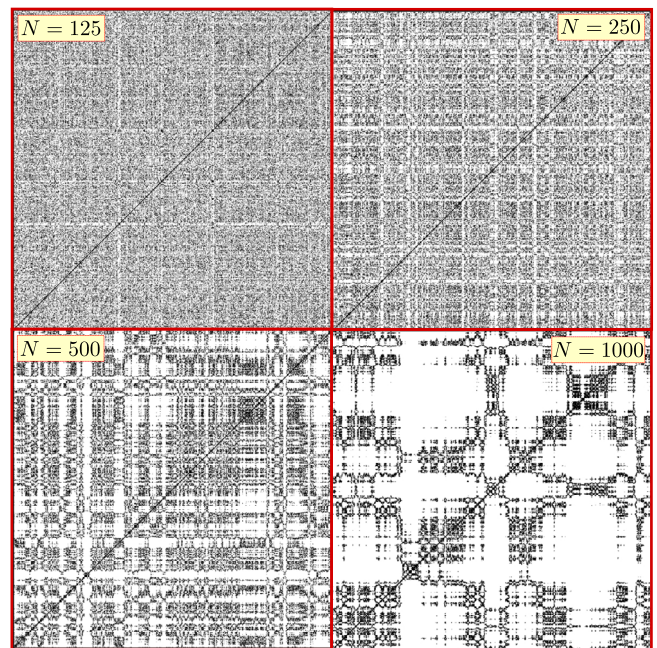 N = 125
N = 250
N = 500
N = 1000